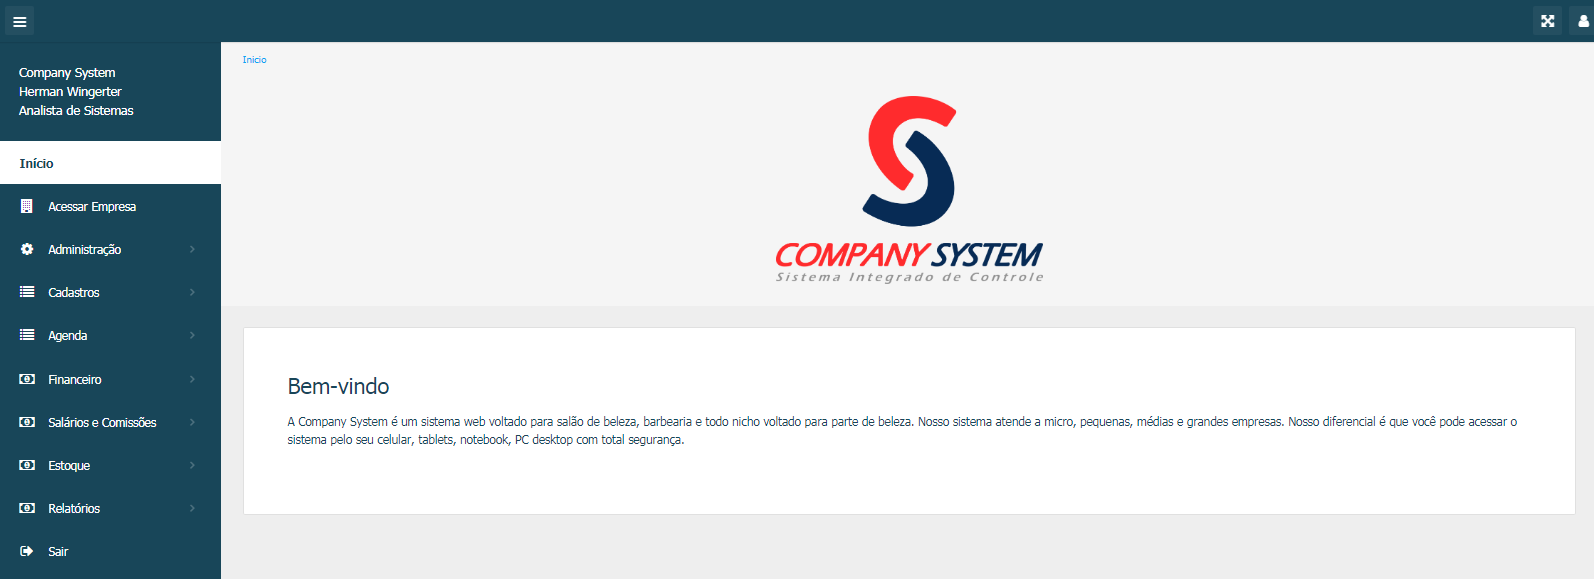 Company System
Herman Wingerter
Analista de Sistemas
Início
Acessar Empresa
Administração
Cadastros
Agenda
Financeiro
Salários e Comissões
Estoque
Relatórios
Sair
Inicio
COMPANY SYSTEM
Sistema Integrado de Controle
Bem-vindo
A Company System é um sistema web voltado para salão de beleza, barbearia e todo nicho voltado para parte de beleza. Nosso sistema atende a micro, pequenas, médias e grandes empresas. Nosso diferencial é que você pode acessar o
sistema pelo seu celular, tablets, notebook, PC desktop com total segurança.